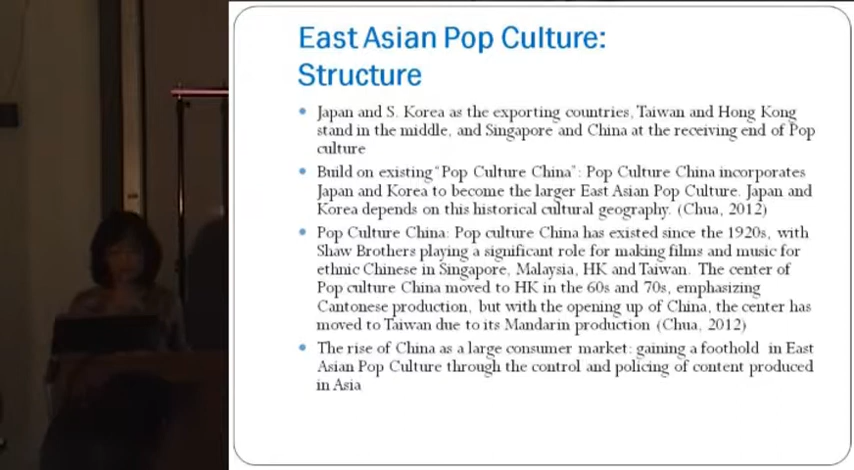 East Asian Pop Culture:
Structure
• Japan and S. Korea as the exporting countries, Taiwan and Hong Kong
stand in the middle, and Singapore and China at the receiving end of Pop
culture
• Build on existing "Pop Culture China": Pop Culture China incorporates
Japan and Korea to become the larger East Asian Pop Culture. Japan and
Korea depends on this historical cultural geography. (Chua, 2012)
• Pop Culture China: Pop culture China has existed since the 1920s, with
Shaw Brothers playing a significant role for making films and music for
ethnic Chinese in Singapore, Malaysia, HK and Taiwan. The center of
Pop culture China moved to HK in the 60s and 70s, emphasizing
Cantonese production, but with the opening up of China, the center has
moved to Taiwan due to its Mandarin production (Chua, 2012)
• The rise of China as a large consumer market: gaining a foothold in East
Asian Pop Culture through the control and policing of content produced
in Asia